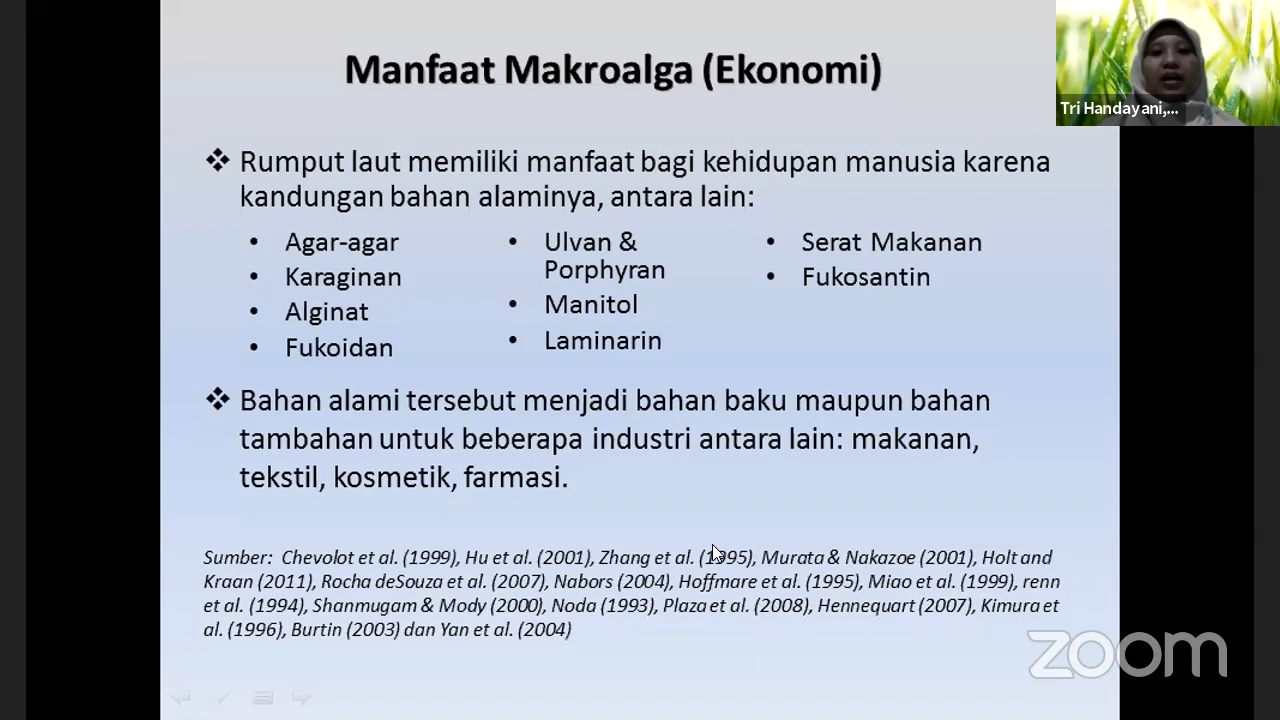 Manfaat Makroalga (Ekonomi)
Tri Handayani,...
Rumput laut memiliki manfaat bagi kehidupan manusia karena
kandungan bahan alaminya, antara lain:
• Agar-agar
• Karaginan
• Alginat
• Fukoidan
• Ulvan &
Porphyran
• Manitol
• Laminarin
• Serat Makanan
• Fukosantin
Bahan alami tersebut menjadi bahan baku maupun bahan
tambahan untuk beberapa industri antara lain: makanan,
tekstil, kosmetik, farmasi.
Sumber: Chevolot et al. (1999), Hu et al. (2001), Zhang et al. (1995), Murata & Nakazoe (2001), Holt and
Kraan (2011), Rocha deSouza et al. (2007), Nabors (2004), Hoffmare et al. (1995), Miao et al. (1999), renn
et al. (1994), Shanmugam & Mody (2000), Noda (1993), Plaza et al. (2008), Hennequart (2007), Kimura et
al. (1996), Burtin (2003) dan Yan et al. (2004)
zoom